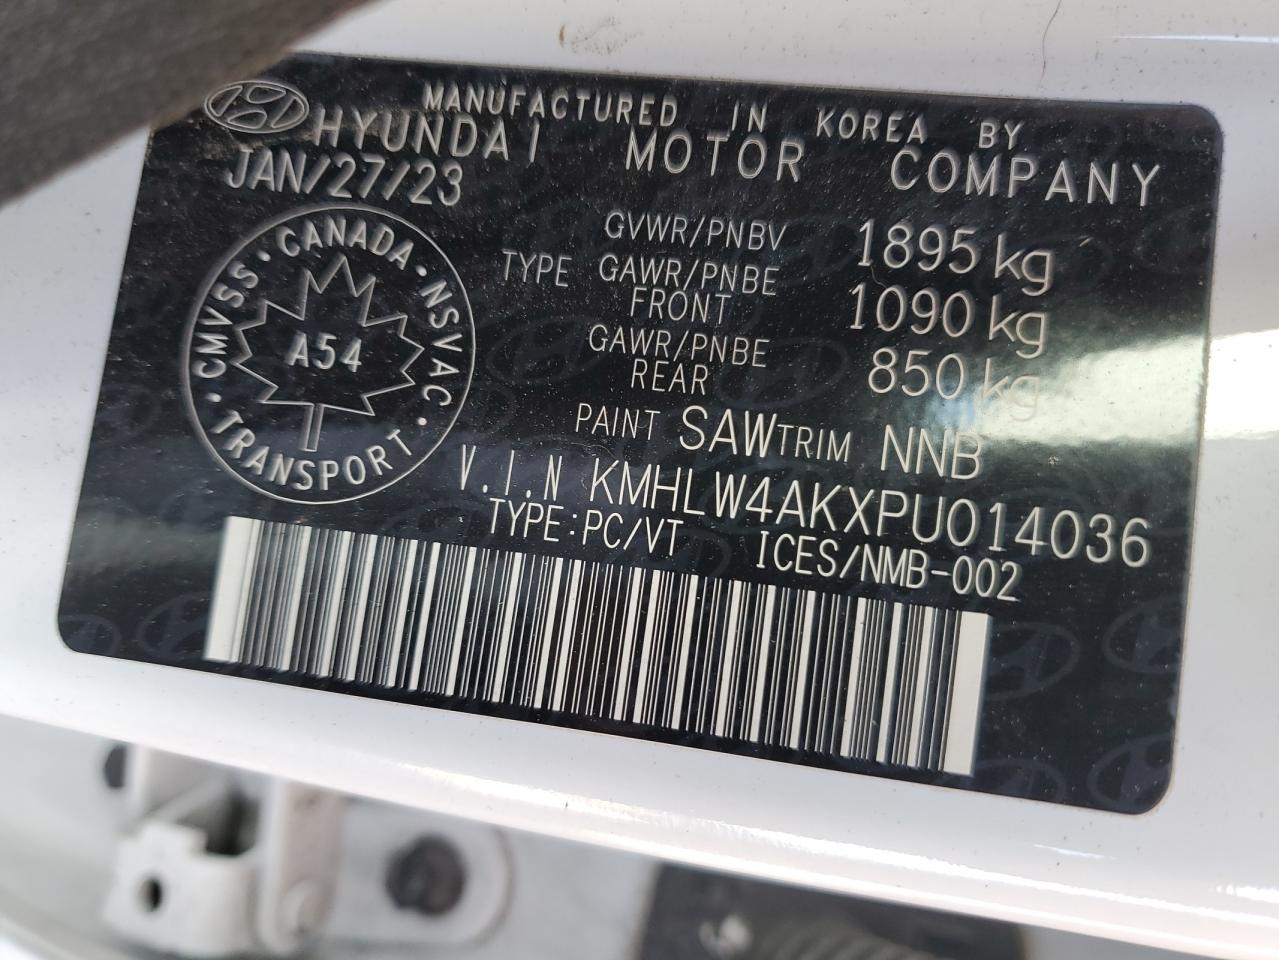 MANUFACTURED IN KOREA BY
HYUNDAI MOTOR COMPANY
JAN/27/23
CMVSS · CANADA · NSVAC · TRANSPORT ·
A54
GVWR/PNBV 1895 kg
TYPE GAWR/PNBE FRONT 1090 kg
GAWR/PNBE REAR 850 kg
PAINT SAW TRIM NNB
V.I.N KMHLW4AKXPU014036
TYPE:PC/VT ICES/NMB-002